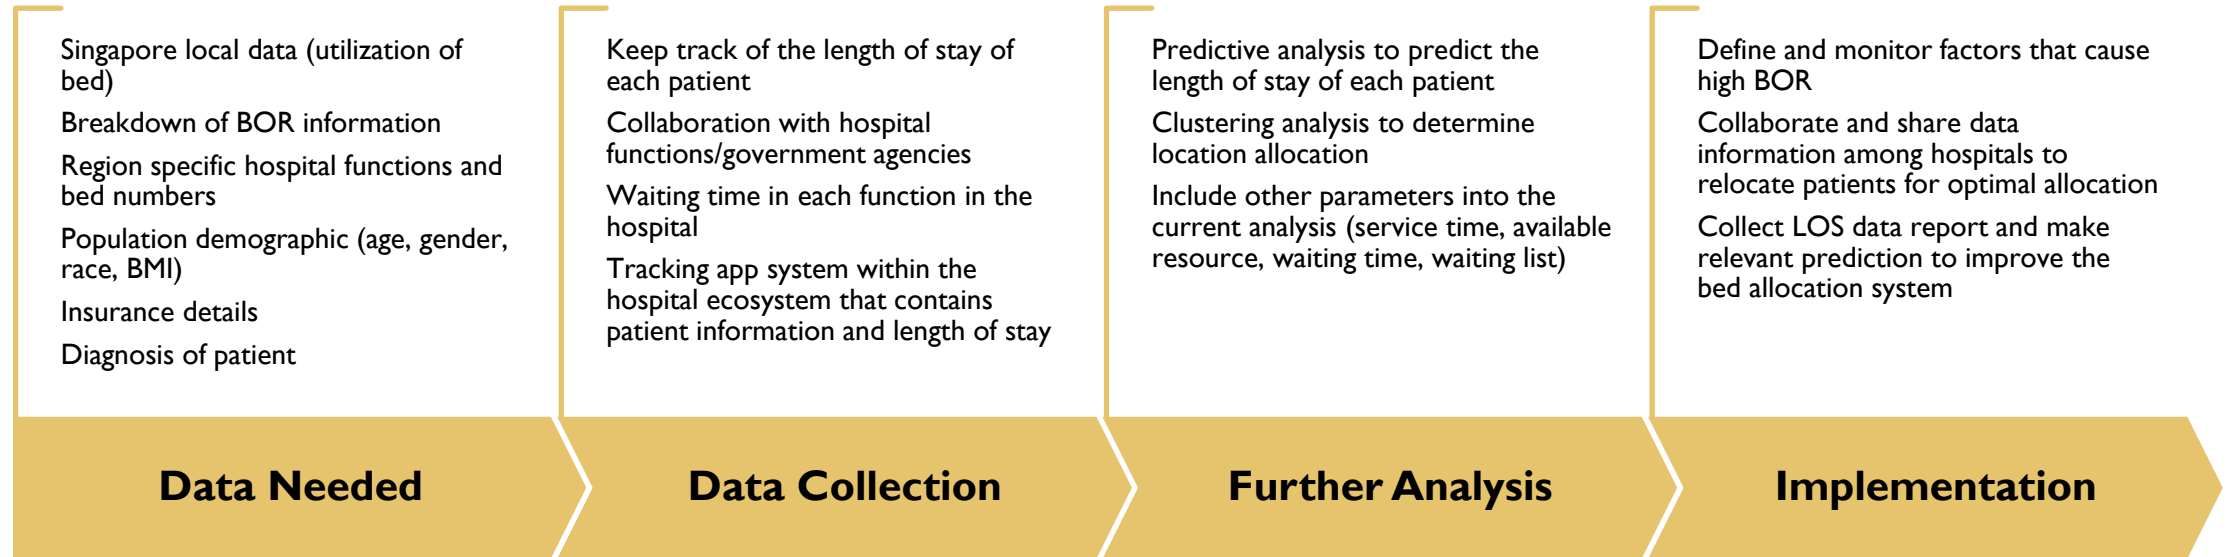 Singapore local data (utilization of
bed)
Breakdown of BOR information
Region specific hospital functions and
bed numbers
Population demographic (age, gender,
race, BMI)
Insurance details
Diagnosis of patient
Data Needed
Keep track of the length of stay of
each patient
Collaboration with hospital
functions/government agencies
Waiting time in each function in the
hospital
Tracking app system within the
hospital ecosystem that contains
patient information and length of stay
Data Collection
Predictive analysis to predict the
length of stay of each patient
Clustering analysis to determine
location allocation
Include other parameters into the
current analysis (service time, available
resource, waiting time, waiting list)
Further Analysis
Define and monitor factors that cause
high BOR
Collaborate and share data
information among hospitals to
relocate patients for optimal allocation
Collect LOS data report and make
relevant prediction to improve the
bed allocation system
Implementation